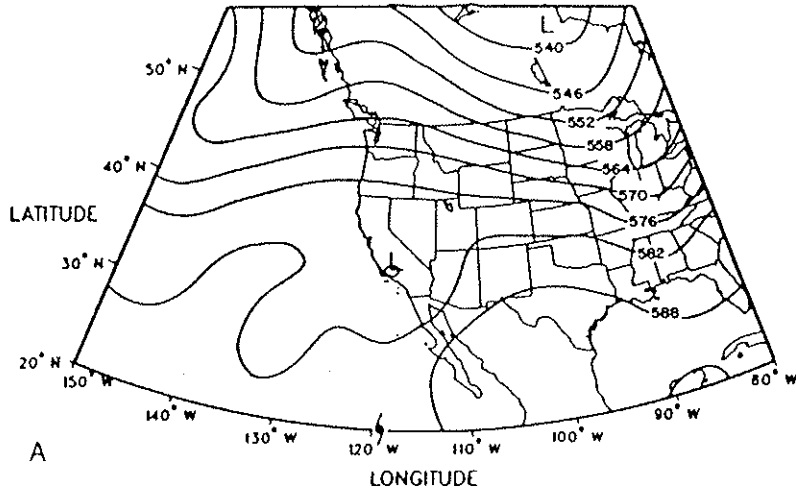 L
540
50° N
546
552
558
564
40° N
570
576
LATITUDE
582
30° N
588
20° N
150° W
140° W
130° W
120° W
110° W
100° W
90° W
80° W
A
LONGITUDE